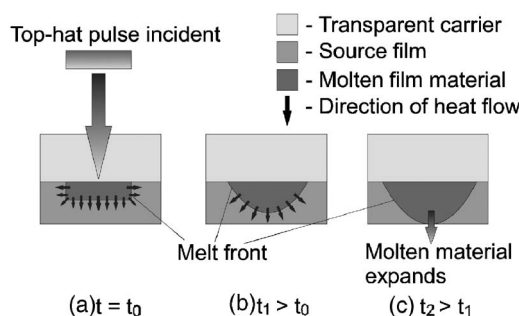 Top-hat pulse incident
- Transparent carrier
- Source film
- Molten film material
- Direction of heat flow
Melt front
Molten material
expands
(a)t = t₀
(b)t₁ > t₀
(c) t₂ > t₁